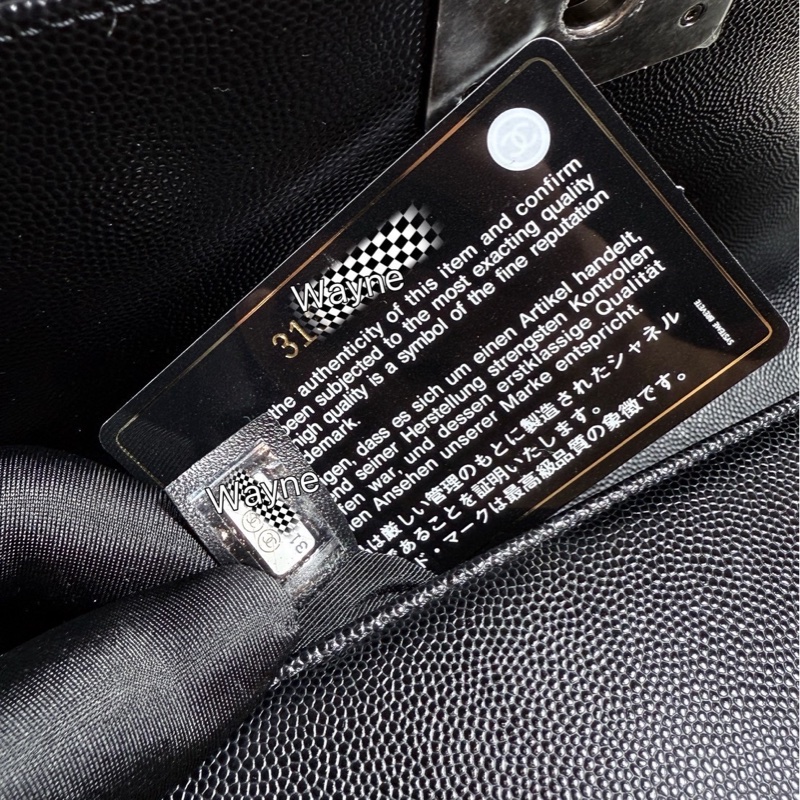 Wayne
31
the authenticity of this item and confirm
been subjected to the most exacting quality
high quality is a symbol of the fine reputation
demark.
gen, dass es sich um einen Artikel handelt,
und seiner Herstellung strengsten Kontrollen
fen war, und dessen erstklassige Qualität
en Ansehen unserer Marke entspricht.
は厳しい管理のもとに製造されたシャネル
あることを証明いたします。
ド・マークは最高級品質の象徴です。
Wayne
31